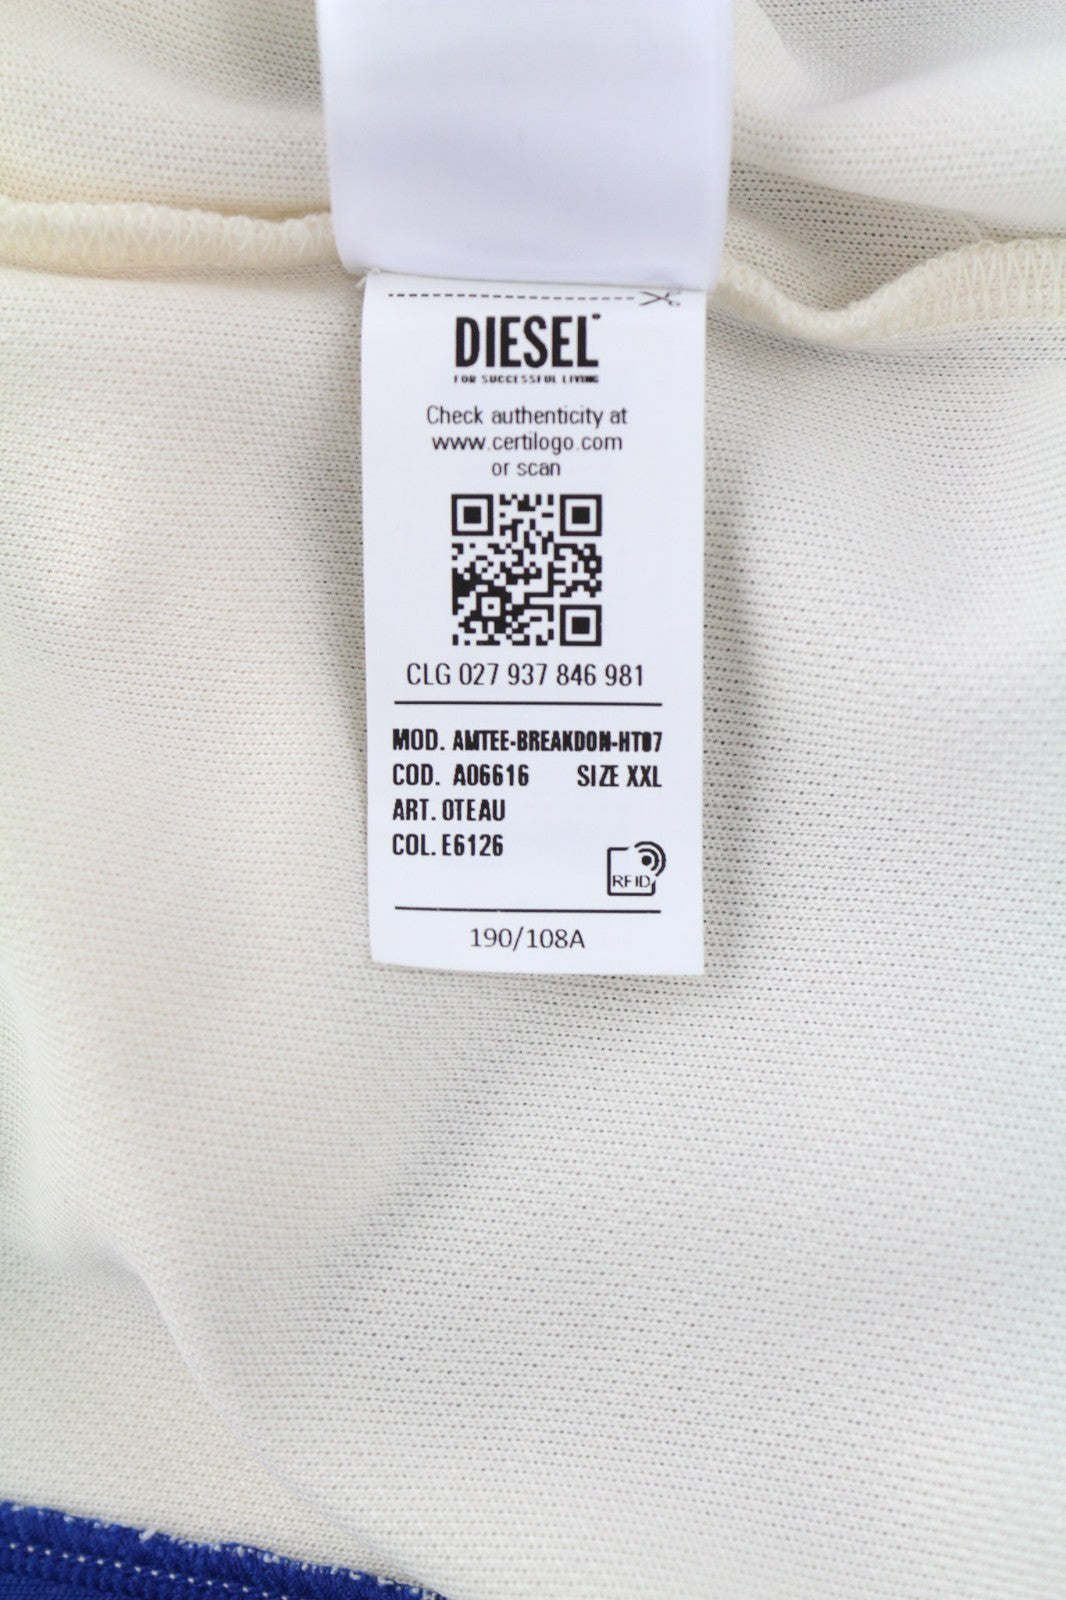 DIESEL
FOR SUCCESSFUL LIVING
Check authenticity at
www.certilogo.com
or scan
CLG 027 937 846 981
MOD. AMTEE-BREAKDON-HT07
COD. A06616 SIZE XXL
ART. 0TEAU
COL. E6126
RFID
190/108A